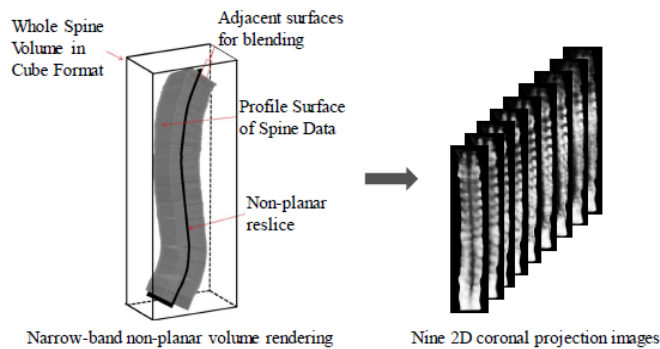 Whole Spine
Volume in
Cube Format
Adjacent surfaces
for blending
Profile Surface
of Spine Data
Non-planar
reslice
Narrow-band non-planar volume rendering
Nine 2D coronal projection images